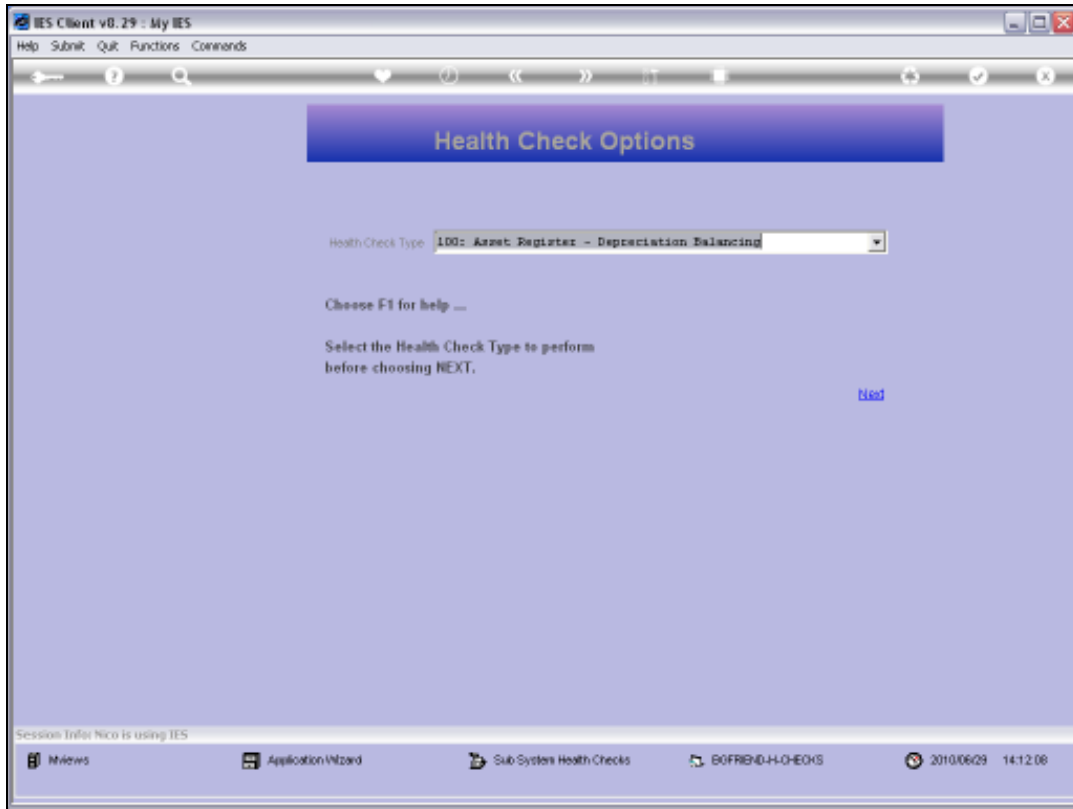 IES Client v8.29 : My IES
Help Submit Quit Functions Commands
Health Check Options
Health Check Type 100: Asset Register - Depreciation Balancing
Choose F1 for help ...
Select the Health Check Type to perform
before choosing NEXT.
Next
Session Info: Nico is using IES
Mviews Application Wizard Sub System Health Checks BOFRIEND-H-CHECKS 2010/06/29 14:12:08